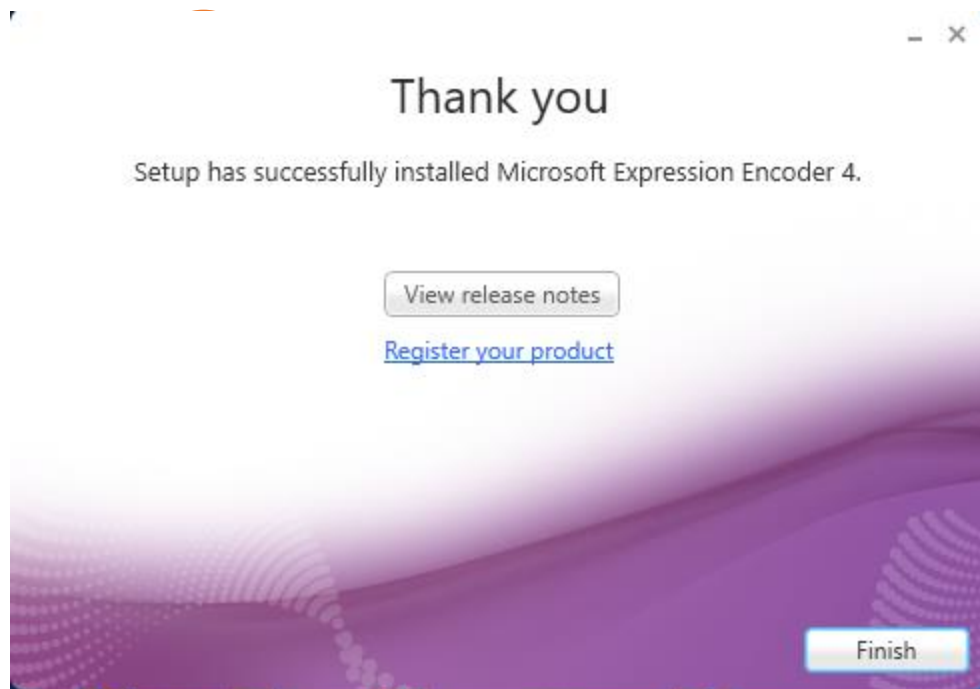 Thank you
Setup has successfully installed Microsoft Expression Encoder 4.
View release notes
Register your product
Finish